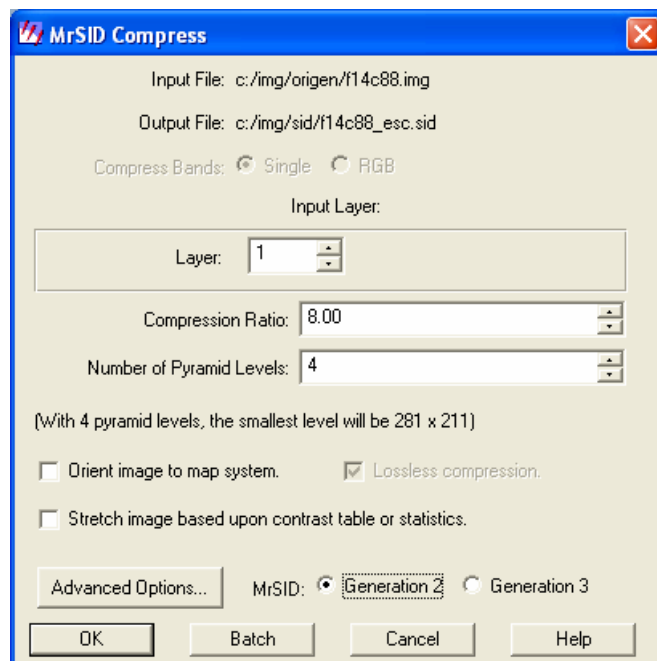 MrSID Compress
Input File: c:/img/origen/f14c88.img
Output File: c:/img/sid/f14c88_esc.sid
Compress Bands: Single RGB
Input Layer:
Layer: 1
Compression Ratio: 8.00
Number of Pyramid Levels: 4
(With 4 pyramid levels, the smallest level will be 281 x 211)
Orient image to map system. Lossless compression.
Stretch image based upon contrast table or statistics.
Advanced Options... MrSID: Generation 2 Generation 3
OK Batch Cancel Help